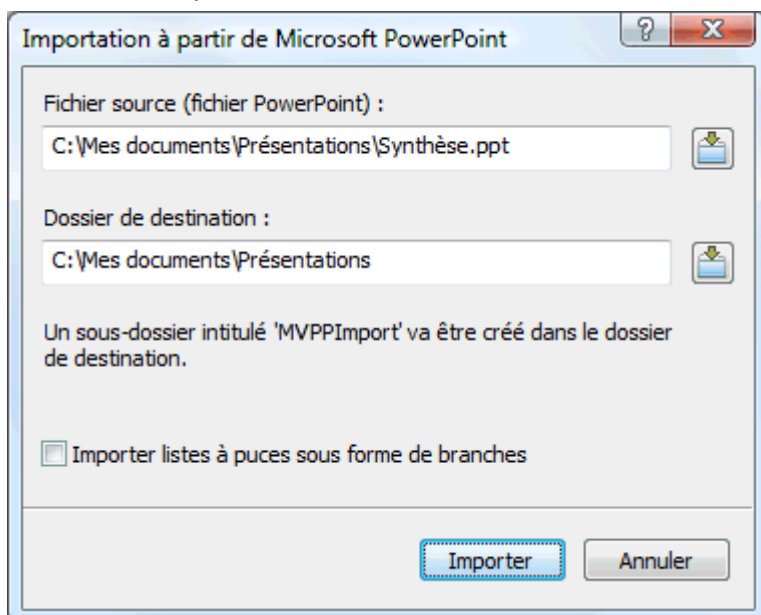 Importation à partir de Microsoft PowerPoint
Fichier source (fichier PowerPoint) :
C:\Mes documents\Présentations\Synthèse.ppt
Dossier de destination :
C:\Mes documents\Présentations
Un sous-dossier intitulé 'MVPPImport' va être créé dans le dossier
de destination.
Importer listes à puces sous forme de branches
Importer Annuler